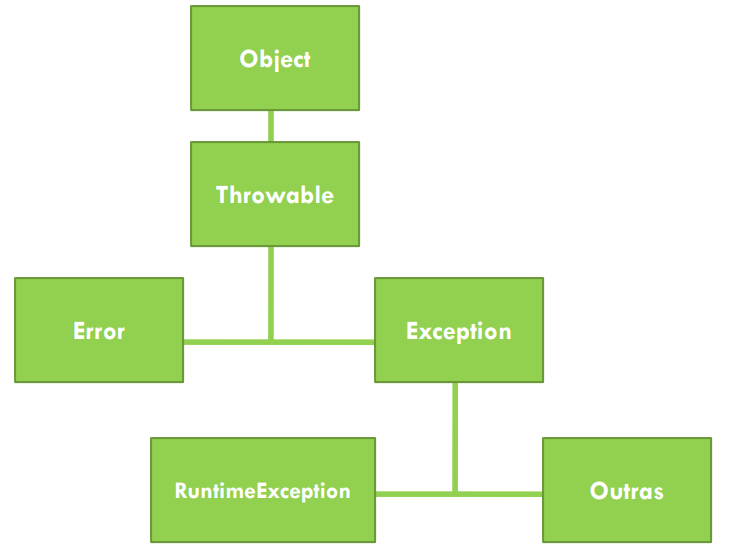 Object
Throwable
Error
Exception
RuntimeException
Outras